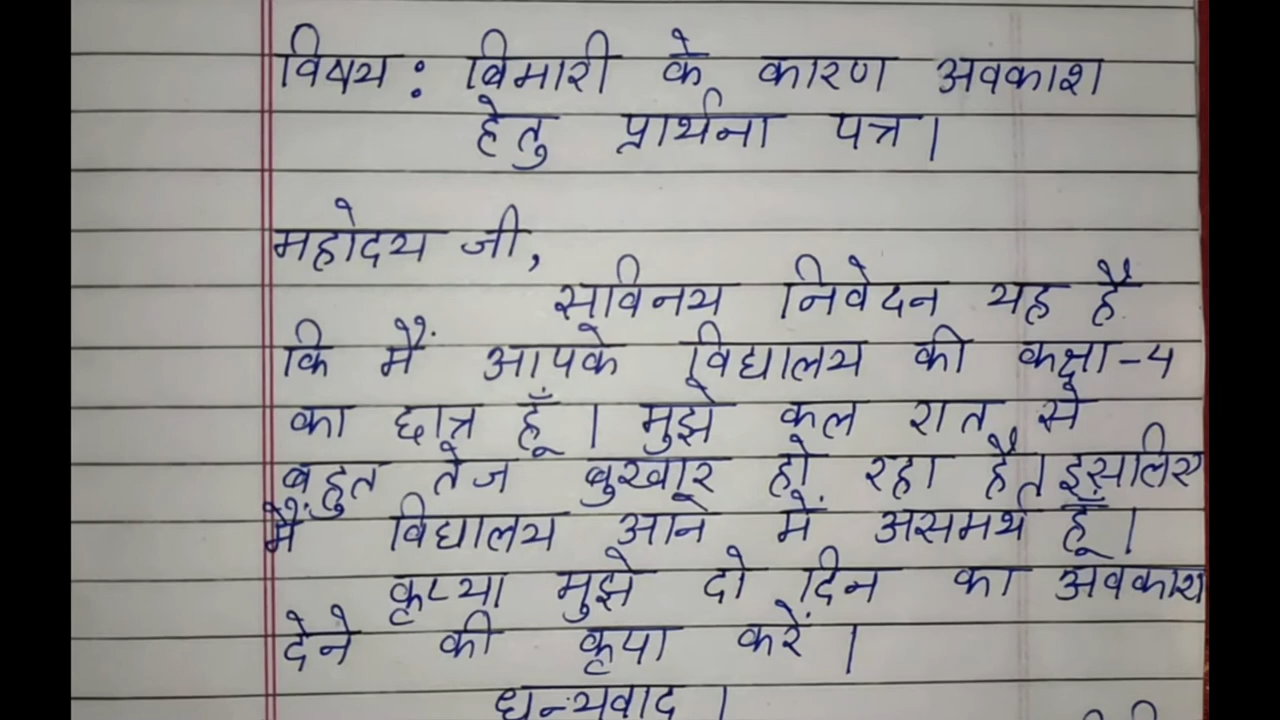 विषय : बिमारी के कारण अवकाश
हेतु प्रार्थना पत्र।
महोदय जी,
सविनय निवेदन यह है
कि मैं आपके विद्यालय की कक्षा-4
का छात्र हूँ। मुझे कल रात से
बहुत तेज बुखार हो रहा है। इसलिए
मैं विद्यालय आने में असमर्थ हूँ।
कृप्या मुझे दो दिन का अवकाश
देने की कृपा करें।
धन्यवाद।